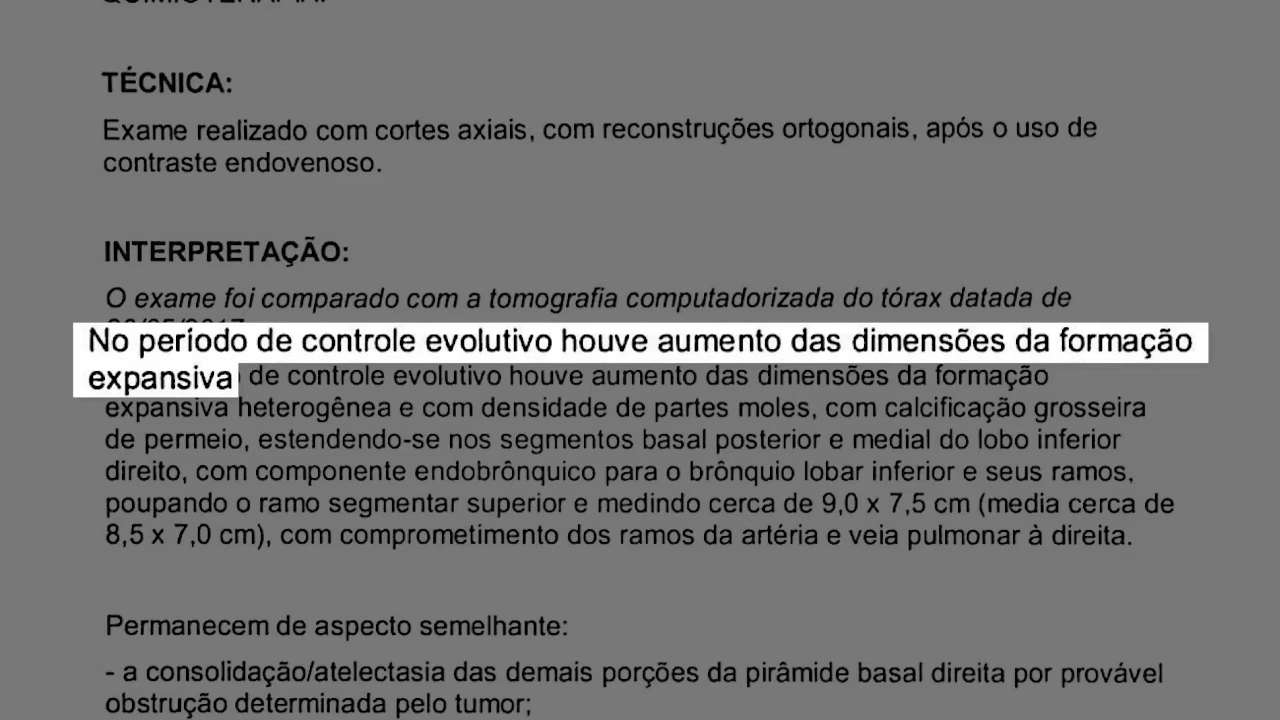 TÉCNICA:
Exame realizado com cortes axiais, com reconstruções ortogonais, após o uso de
contraste endovenoso.
INTERPRETAÇÃO:
O exame foi comparado com a tomografia computadorizada do tórax datada de
No período de controle evolutivo houve aumento das dimensões da formação
expansiva
de controle evolutivo houve aumento das dimensões da formação
expansiva heterogênea e com densidade de partes moles, com calcificação grosseira
de permeio, estendendo-se nos segmentos basal posterior e medial do lobo inferior
direito, com componente endobrônquico para o brônquio lobar inferior e seus ramos,
poupando o ramo segmentar superior e medindo cerca de 9,0 x 7,5 cm (media cerca de
8,5 x 7,0 cm), com comprometimento dos ramos da artéria e veia pulmonar à direita.
Permanecem de aspecto semelhante:
- a consolidação/atelectasia das demais porções da pirâmide basal direita por provável
obstrução determinada pelo tumor;